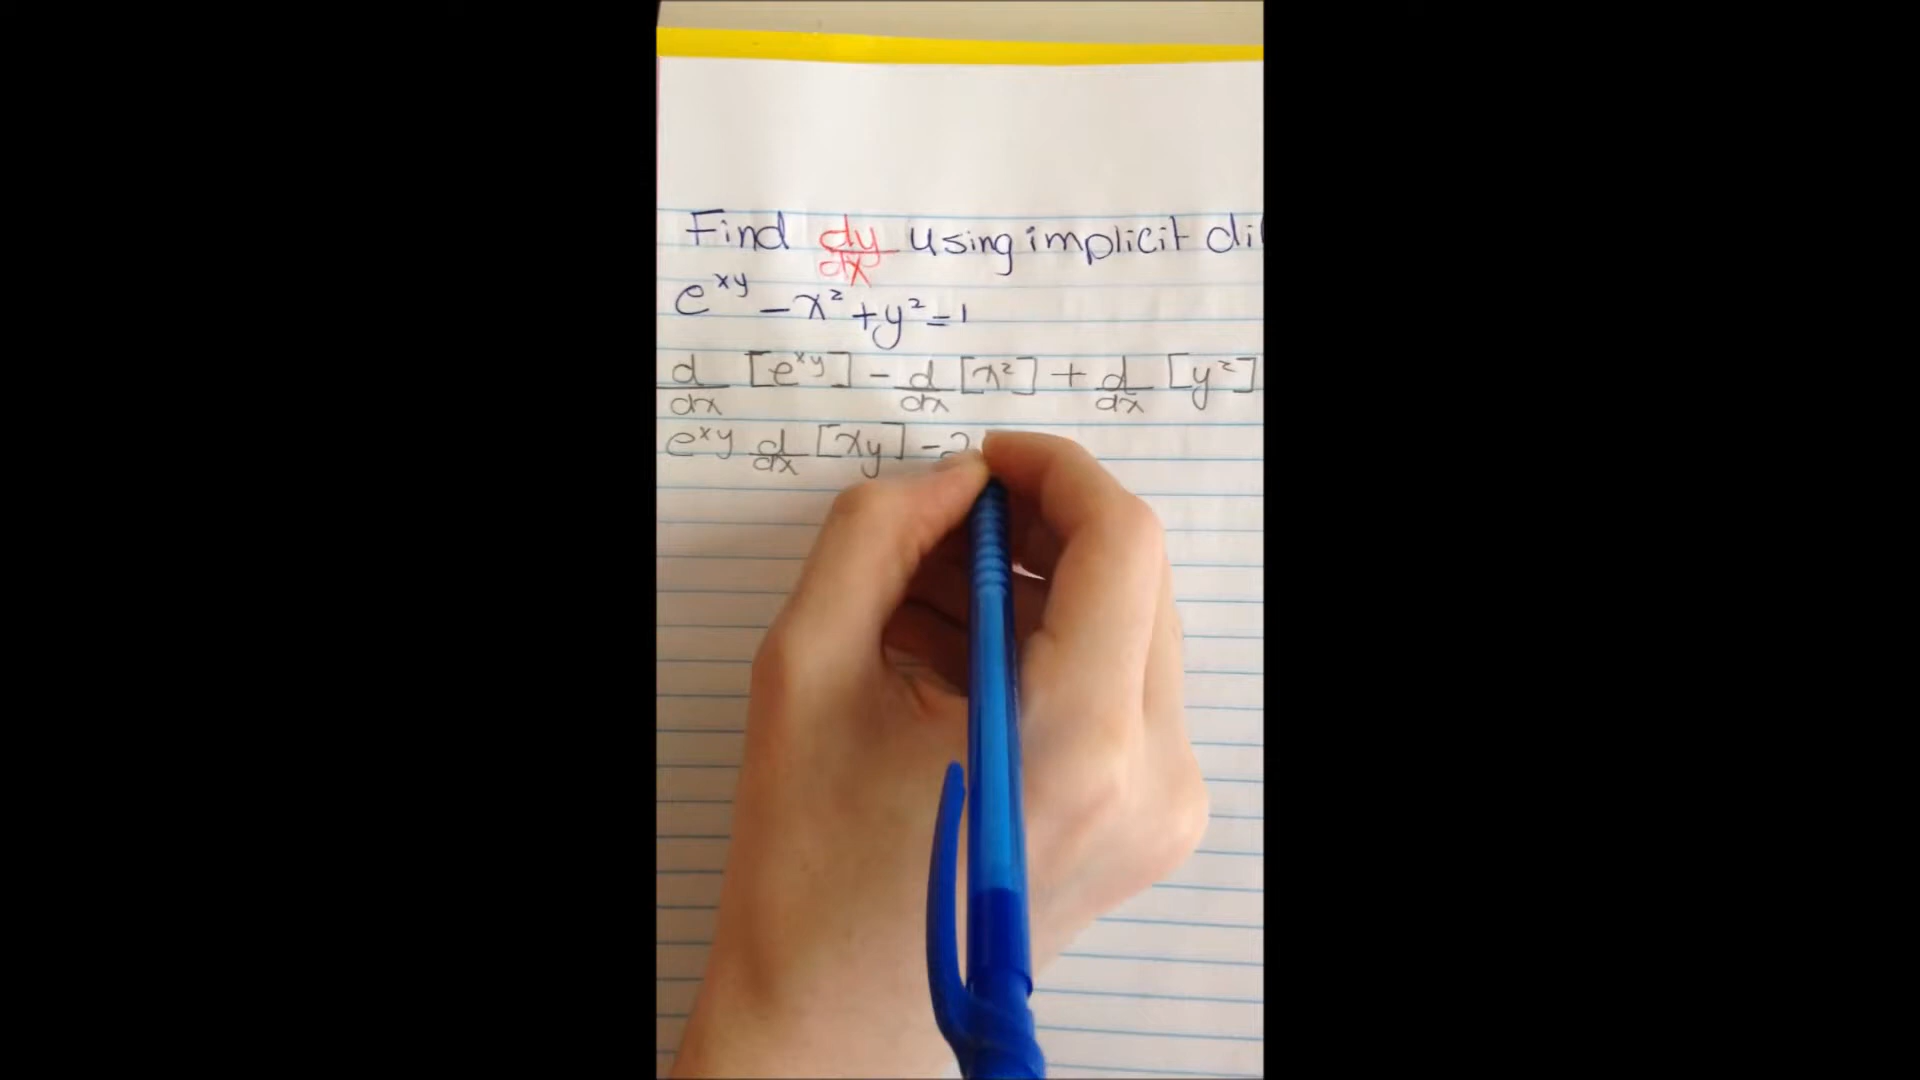 Find dy/dx using implicit di
e^xy - x² + y² = 1
d/dx [e^xy] - d/dx [x²] + d/dx [y²]
e^xy d/dx [xy] - 2